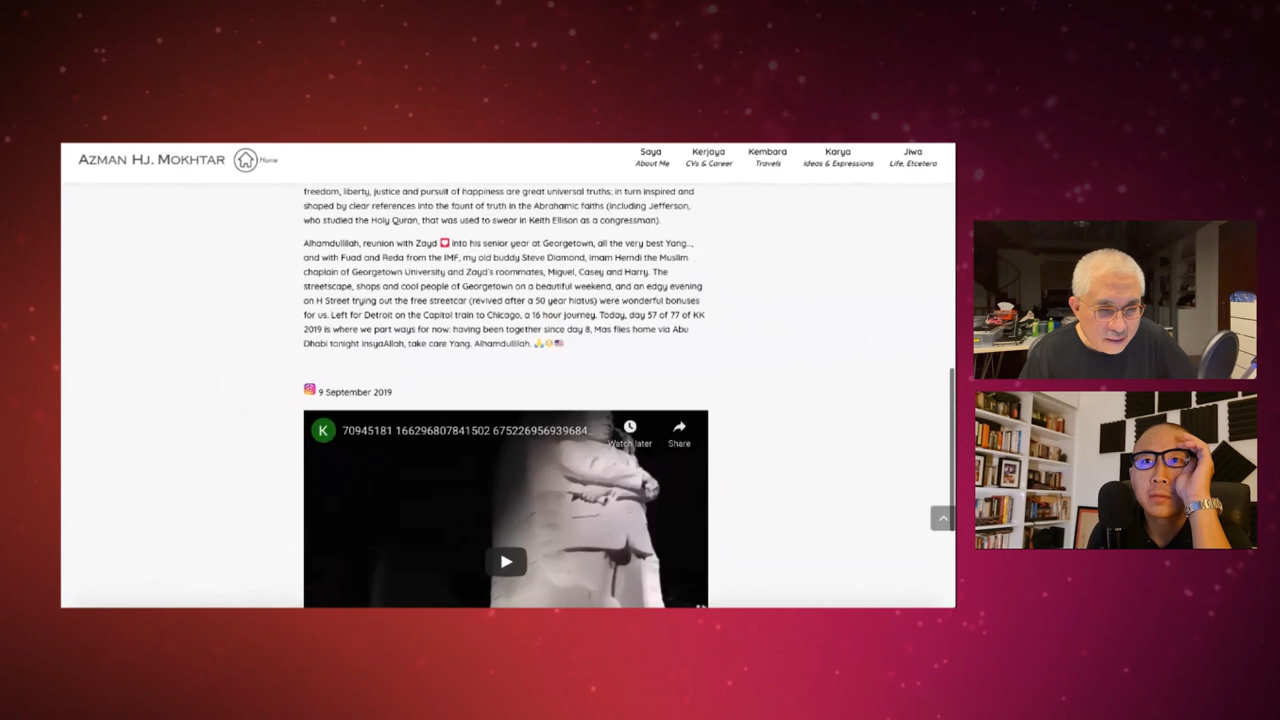 AZMAN HJ. MOKHTAR
Home
Saya
About Me
Kerjaya
CVs & Career
Kembara
Travels
Karya
Ideas & Expressions
Jiwa
Life, Etcetera
freedom, liberty, justice and pursuit of happiness are great universal truths; in turn inspired and
shaped by clear references into the fount of truth in the Abrahamic faiths (including Jefferson,
who studied the Holy Quran, that was used to swear in Keith Ellison as a congressman).
Alhamdullilah, reunion with Zayd 💟 into his senior year at Georgetown, all the very best Yang...,
and with Fuad and Reda from the IMF, my old buddy Steve Diamond, Imam Hemdi the Muslim
chaplain of Georgetown University and Zayd's roommates, Miguel, Casey and Harry. The
streetscape, shops and cool people of Georgetown on a beautiful weekend, and an edgy evening
on H Street trying out the free streetcar (revived after a 50 year hiatus) were wonderful bonuses
for us. Left for Detroit on the Capitol train to Chicago, a 16 hour journey. Today, day 57 of 77 of KK
2019 is where we part ways for now: having been together since day 8, Mas flies home via Abu
Dhabi tonight InsyaAllah, take care Yang. Alhamdullilah.
9 September 2019
K
70945181 166296807841502 675226956939684...
Watch later
Share